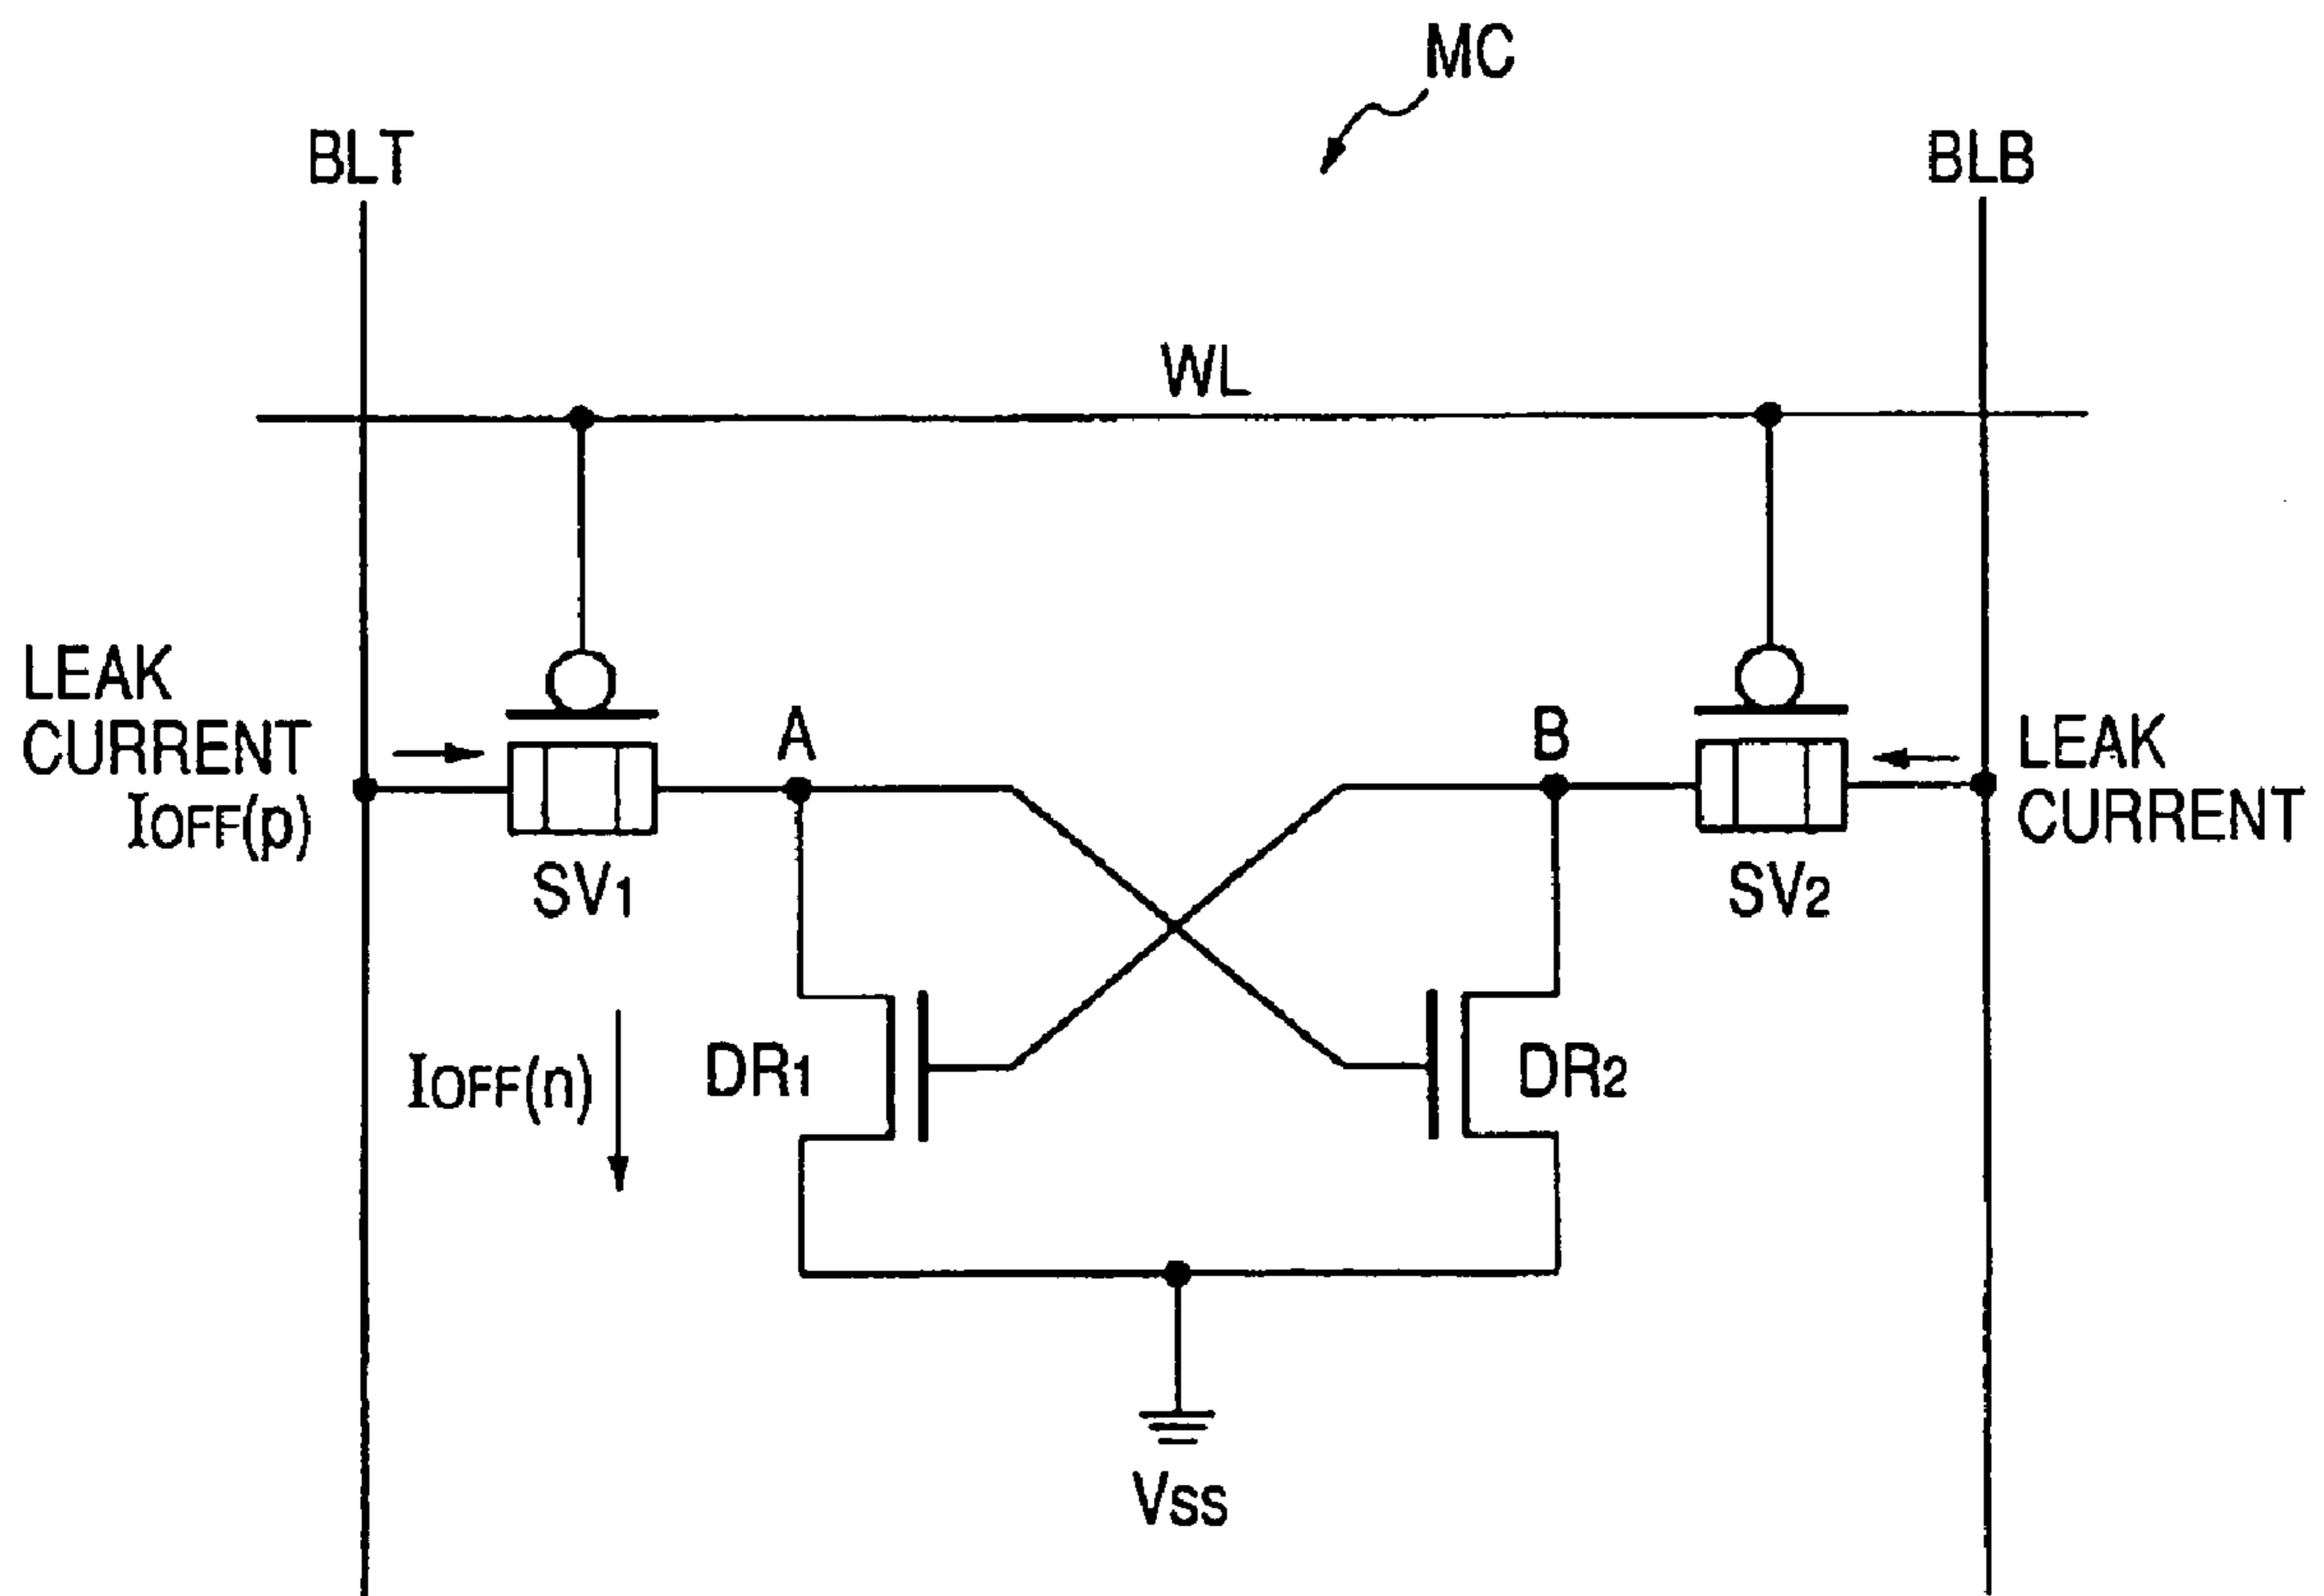 MC
BLT
BLB
WL
LEAK
CURRENT
IOFF(p)
A
B
LEAK
CURRENT
SV1
SV2
IOFF(n)
DR1
DR2
Vss